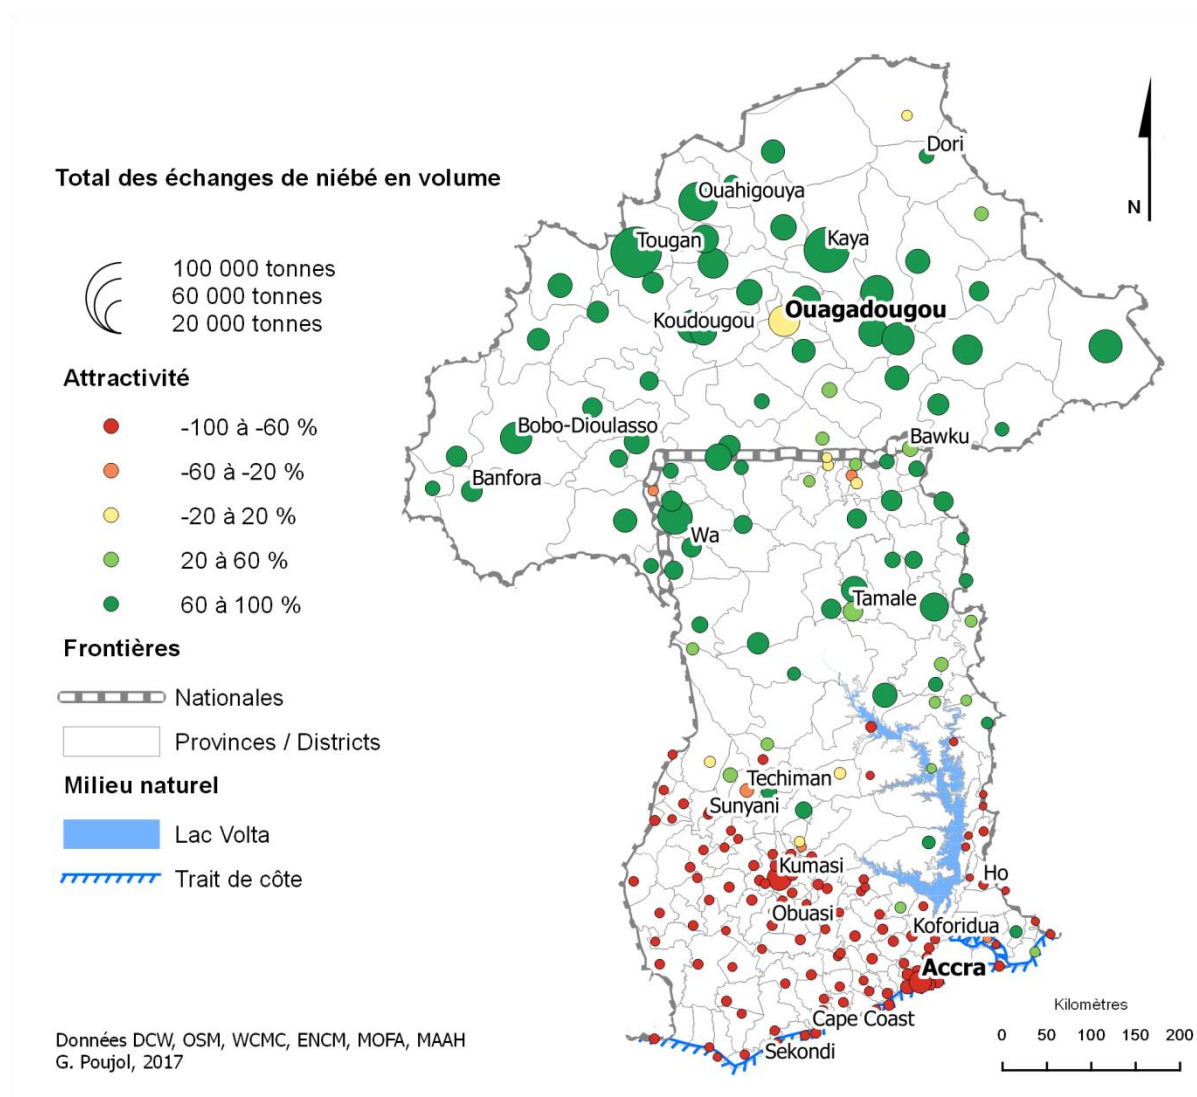 Total des échanges de niébé en volume
100 000 tonnes
60 000 tonnes
20 000 tonnes
Attractivité
-100 à -60 %
-60 à -20 %
-20 à 20 %
20 à 60 %
60 à 100 %
Frontières
Nationales
Provinces / Districts
Milieu naturel
Lac Volta
Trait de côte
Données DCW, OSM, WCMC, ENCM, MOFA, MAAH
G. Poujol, 2017
N
Dori
Ouahigouya
Tougan
Kaya
Ouagadougou
Koudougou
Bobo-Dioulasso
Bawku
Banfora
Wa
Tamale
Techiman
Sunyani
Kumasi
Ho
Obuasi
Koforidua
Accra
Cape Coast
Sekondi
Kilomètres
0 50 100 150 200